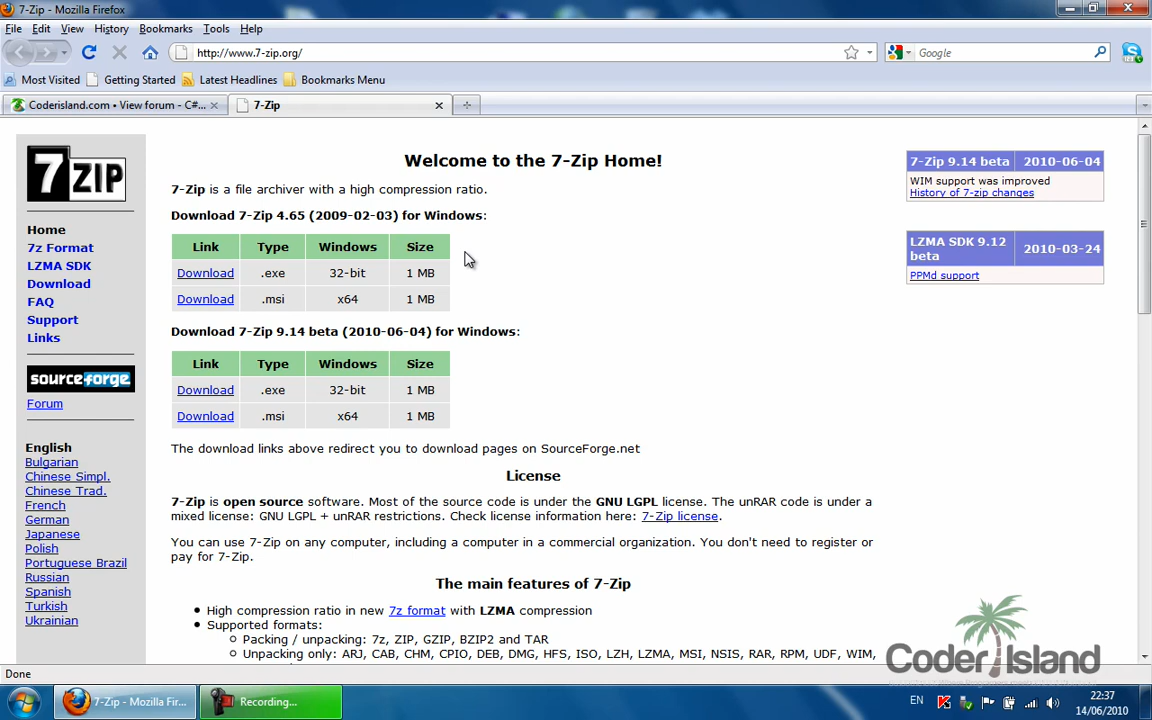 7-Zip - Mozilla Firefox
File Edit View History Bookmarks Tools Help
http://www.7-zip.org/
Google
Most Visited Getting Started Latest Headlines Bookmarks Menu
Coderisland.com • View forum - C#...
7-Zip
7ZIP
Home
7z Format
LZMA SDK
Download
FAQ
Support
Links
sourceforge
Forum
English
Bulgarian
Chinese Simpl.
Chinese Trad.
French
German
Japanese
Polish
Portuguese Brazil
Russian
Spanish
Turkish
Ukrainian
Welcome to the 7-Zip Home!
7-Zip is a file archiver with a high compression ratio.
Download 7-Zip 4.65 (2009-02-03) for Windows:
Link Type Windows Size
Download .exe 32-bit 1 MB
Download .msi x64 1 MB
Download 7-Zip 9.14 beta (2010-06-04) for Windows:
Link Type Windows Size
Download .exe 32-bit 1 MB
Download .msi x64 1 MB
The download links above redirect you to download pages on SourceForge.net
License
7-Zip is open source software. Most of the source code is under the GNU LGPL license. The unRAR code is under a
mixed license: GNU LGPL + unRAR restrictions. Check license information here: 7-Zip license.
You can use 7-Zip on any computer, including a computer in a commercial organization. You don't need to register or
pay for 7-Zip.
The main features of 7-Zip
High compression ratio in new 7z format with LZMA compression
Supported formats:
Packing / unpacking: 7z, ZIP, GZIP, BZIP2 and TAR
Unpacking only: ARJ, CAB, CHM, CPIO, DEB, DMG, HFS, ISO, LZH, LZMA, MSI, NSIS, RAR, RPM, UDF, WIM,
7-Zip 9.14 beta 2010-06-04
WIM support was improved
History of 7-zip changes
LZMA SDK 9.12
beta
2010-03-24
PPMd support
Coder Island
Done
7-Zip - Mozilla Fir...
Recording...
EN
22:37
14/06/2010